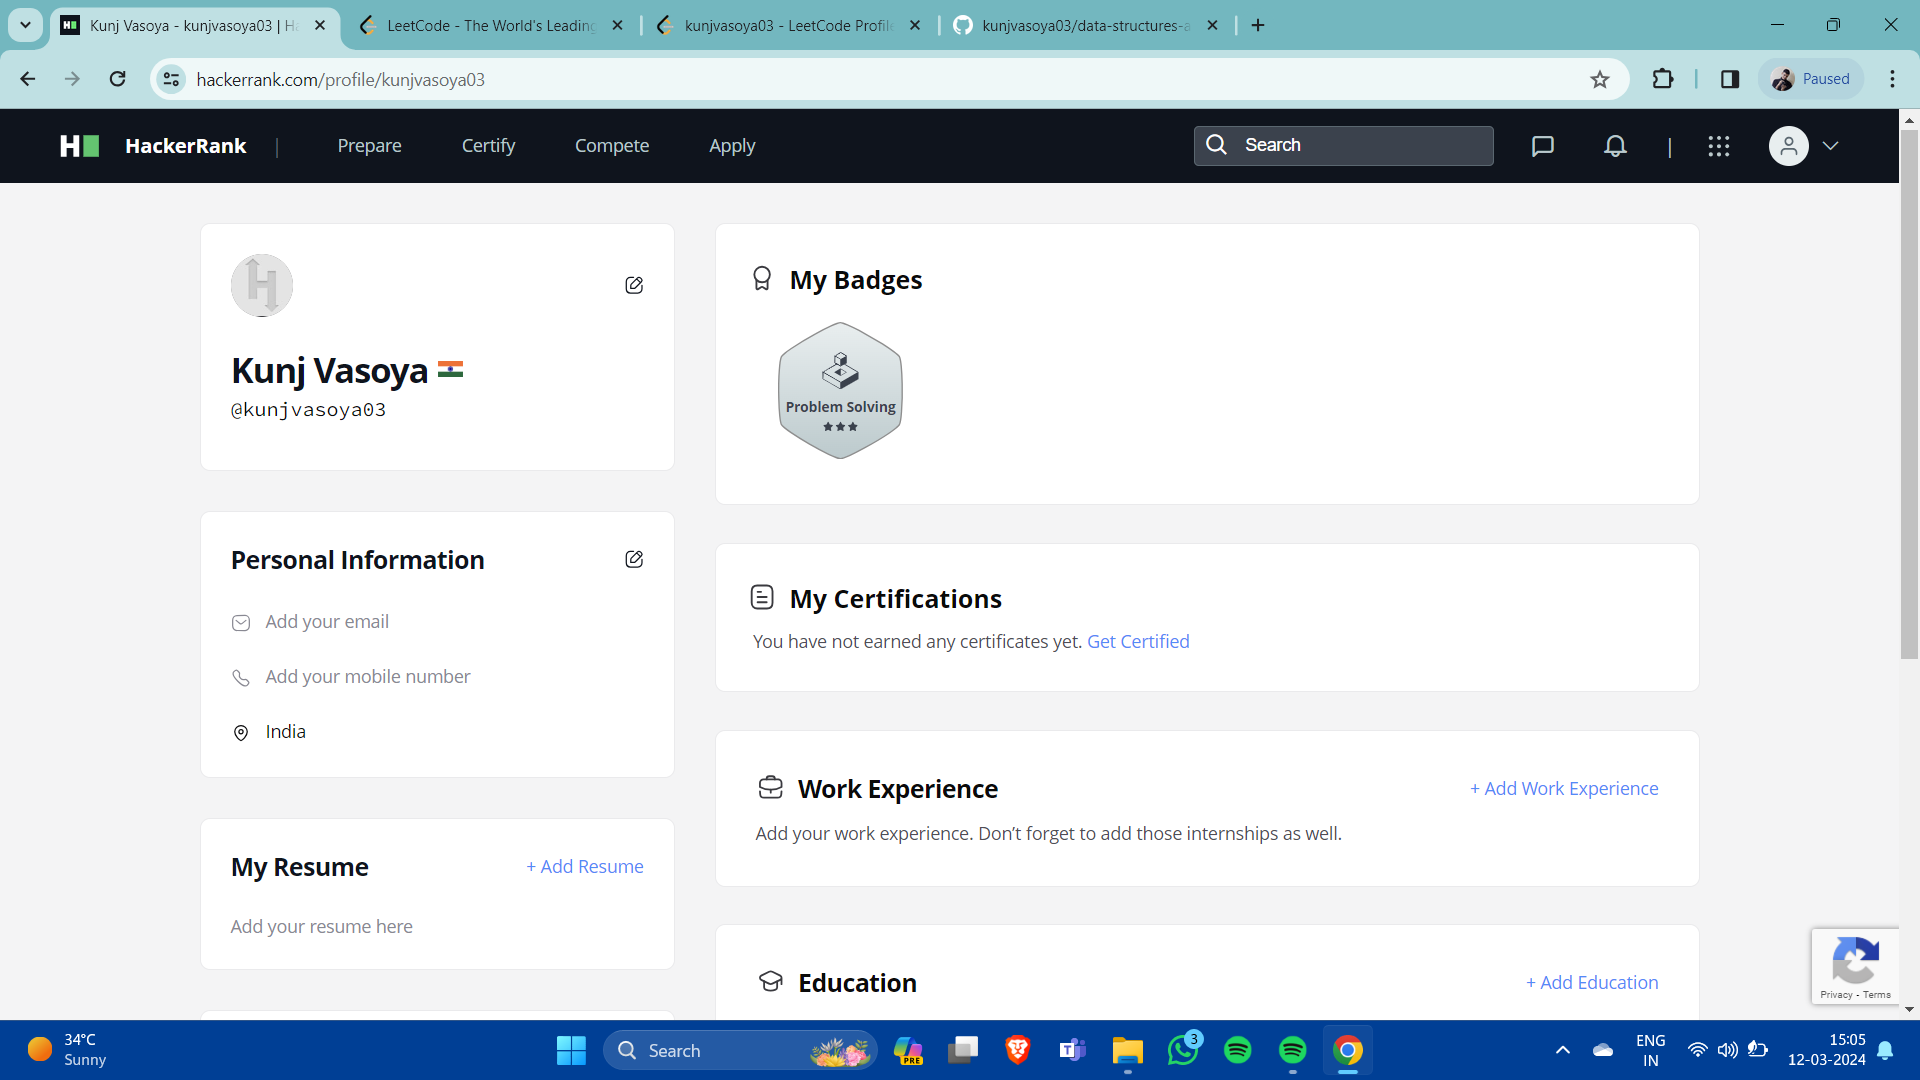 Kunj Vasoya - kunjvasoya03 | Ha
LeetCode - The World's Leading
kunjvasoya03 - LeetCode Profile
kunjvasoya03/data-structures-a
hackerrank.com/profile/kunjvasoya03
Paused
HackerRank | Prepare Certify Compete Apply
Search
Kunj Vasoya
@kunjvasoya03
Personal Information
Add your email
Add your mobile number
India
My Resume
+ Add Resume
Add your resume here
My Badges
Problem Solving
My Certifications
You have not earned any certificates yet. Get Certified
Work Experience
+ Add Work Experience
Add your work experience. Don’t forget to add those internships as well.
Education
+ Add Education
Privacy - Terms
34°C
Sunny
Search
PRE
3
ENG
IN
15:05
12-03-2024